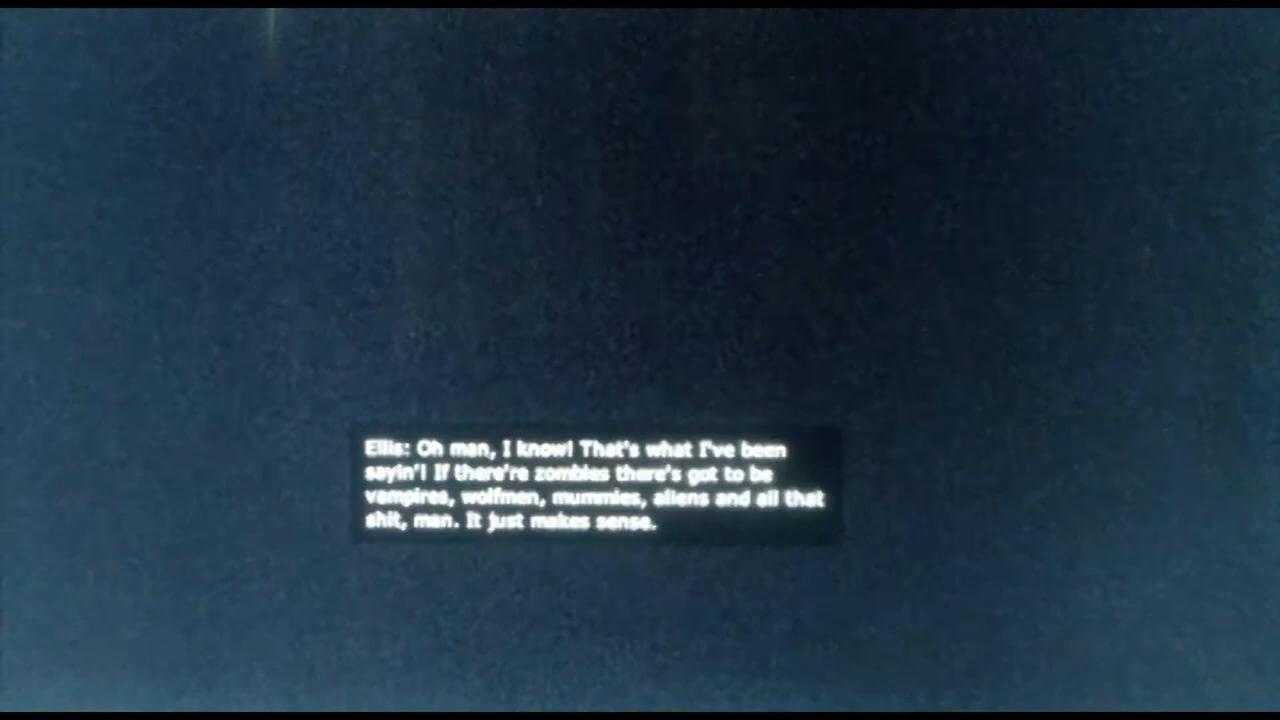 Ellis: Oh man, I know! That's what I've been
sayin'! If there're zombies there's got to be
vampires, wolfmen, mummies, aliens and all that
shit, man. It just makes sense.